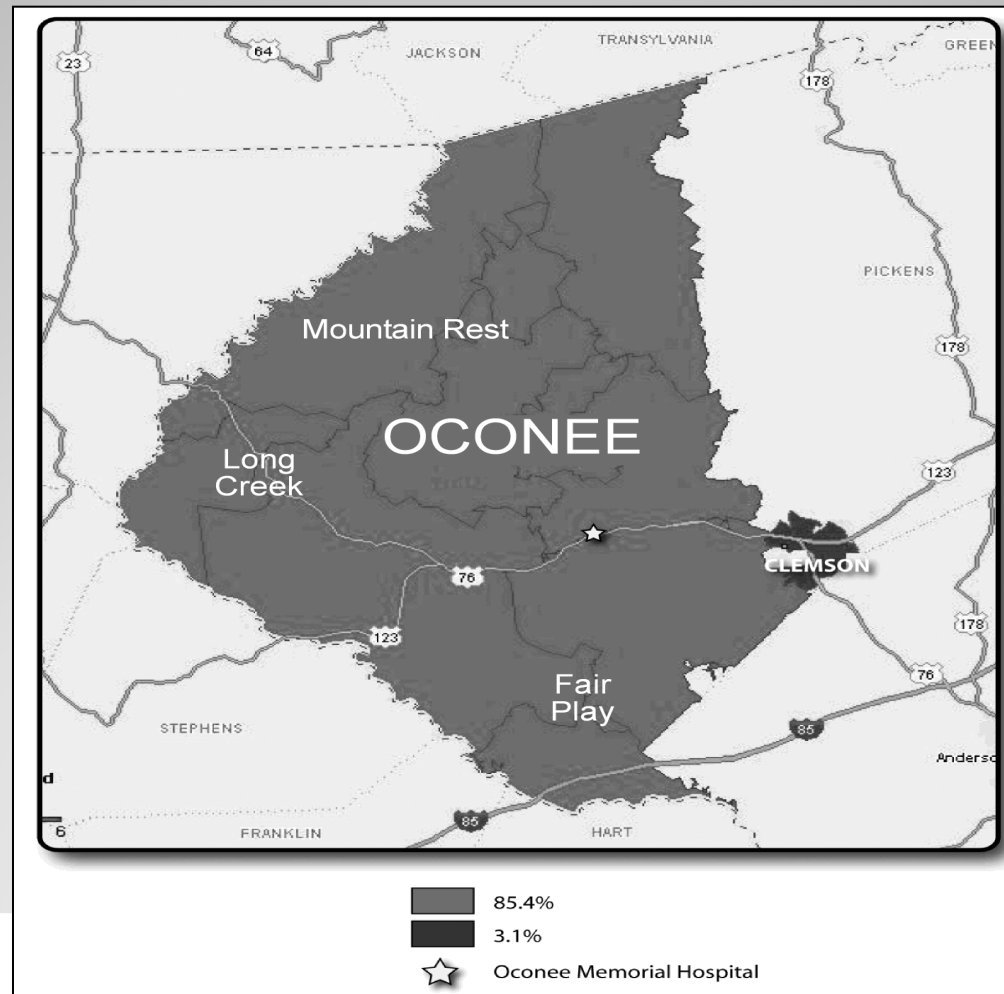 TRANSYLVANIA
GREEN
64
JACKSON
23
178
178
PICKENS
Mountain Rest
OCONEE
Long
Creek
123
CLEMSON
76
178
123
76
Fair
Play
STEPHENS
85
Anderso
d
85
6
FRANKLIN
HART
85.4%
3.1%
Oconee Memorial Hospital